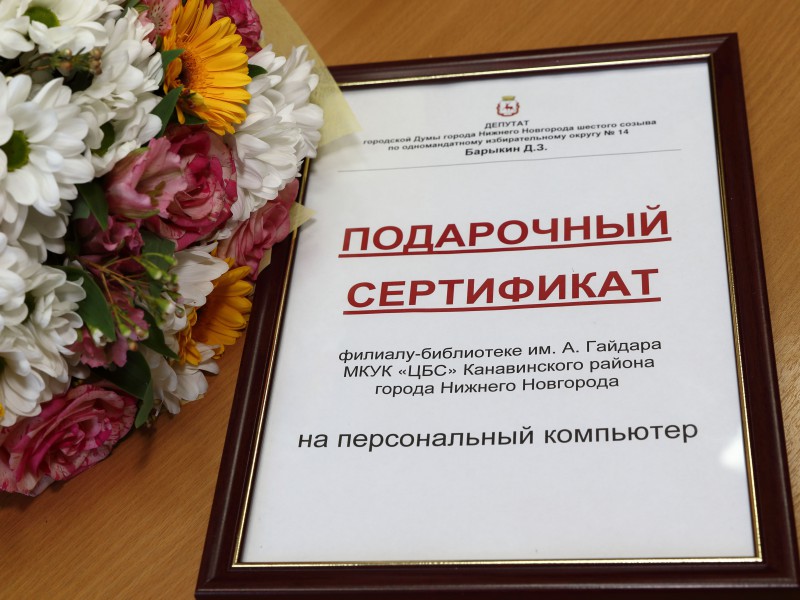 ДЕПУТАТ
городской Думы города Нижнего Новгорода шестого созыва
по одномандатному избирательному округу № 14
Барыкин Д.З.
ПОДАРОЧНЫЙ
СЕРТИФИКАТ
филиалу-библиотеке им. А. Гайдара
МКУК «ЦБС» Канавинского района
города Нижнего Новгорода
на персональный компьютер